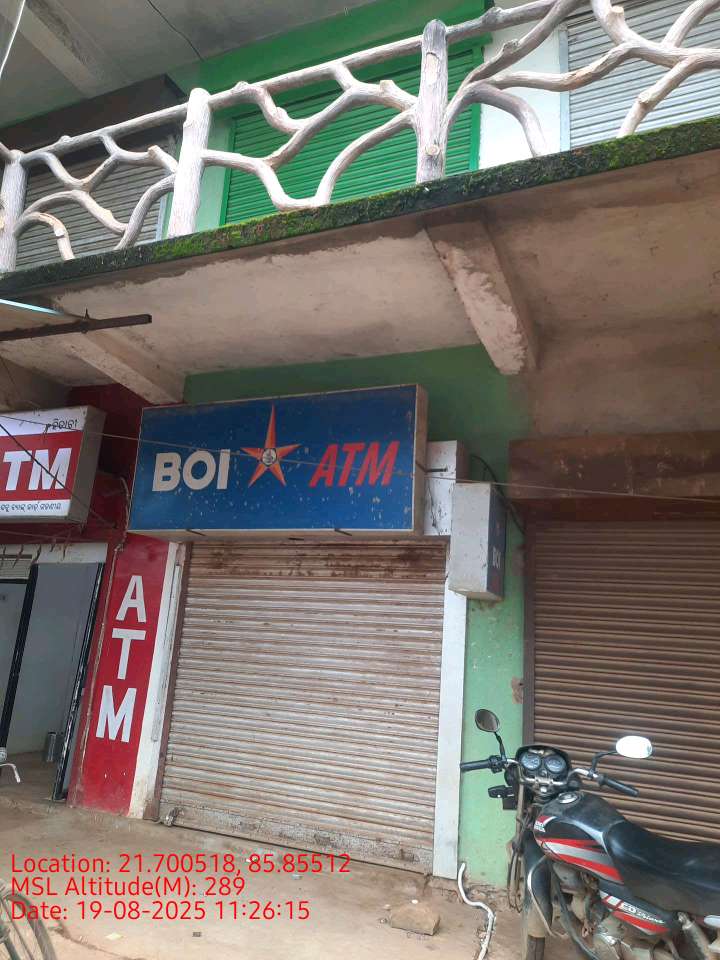 BOI ATM
TM
ATM
BOI
Location: 21.700518, 85.85512
MSL Altitude(M): 289
Date: 19-08-2025 11:26:15